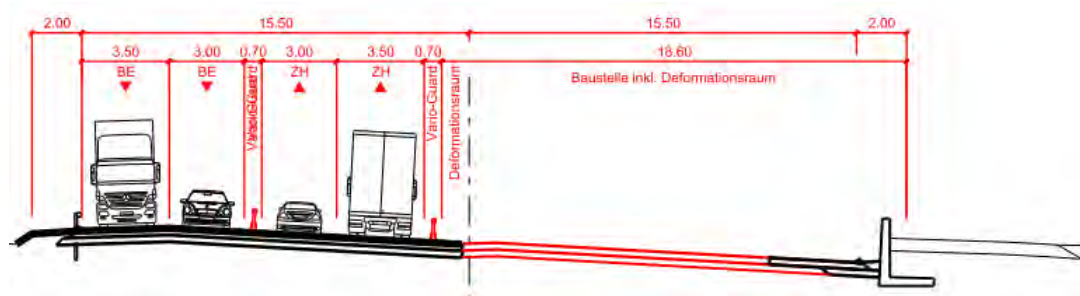 2.00 15.50 15.50 2.00
3.50 3.00 0.70 3.00 3.50 0.70 18.60
BE BE ZH ZH
Baustelle inkl. Deformationsraum
Vario-Guard
Vario-Guard
Deformationsraum